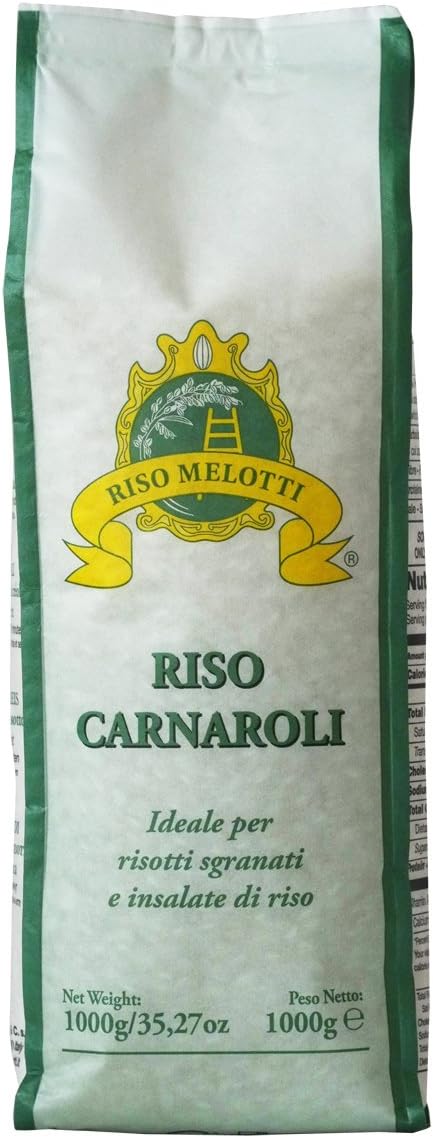 RISO MELOTTI
®
RISO
CARNAROLI
Ideale per
risotti sgranati
e insalate di riso
Net Weight:
1000g/35,27oz
Peso Netto:
1000g ℮